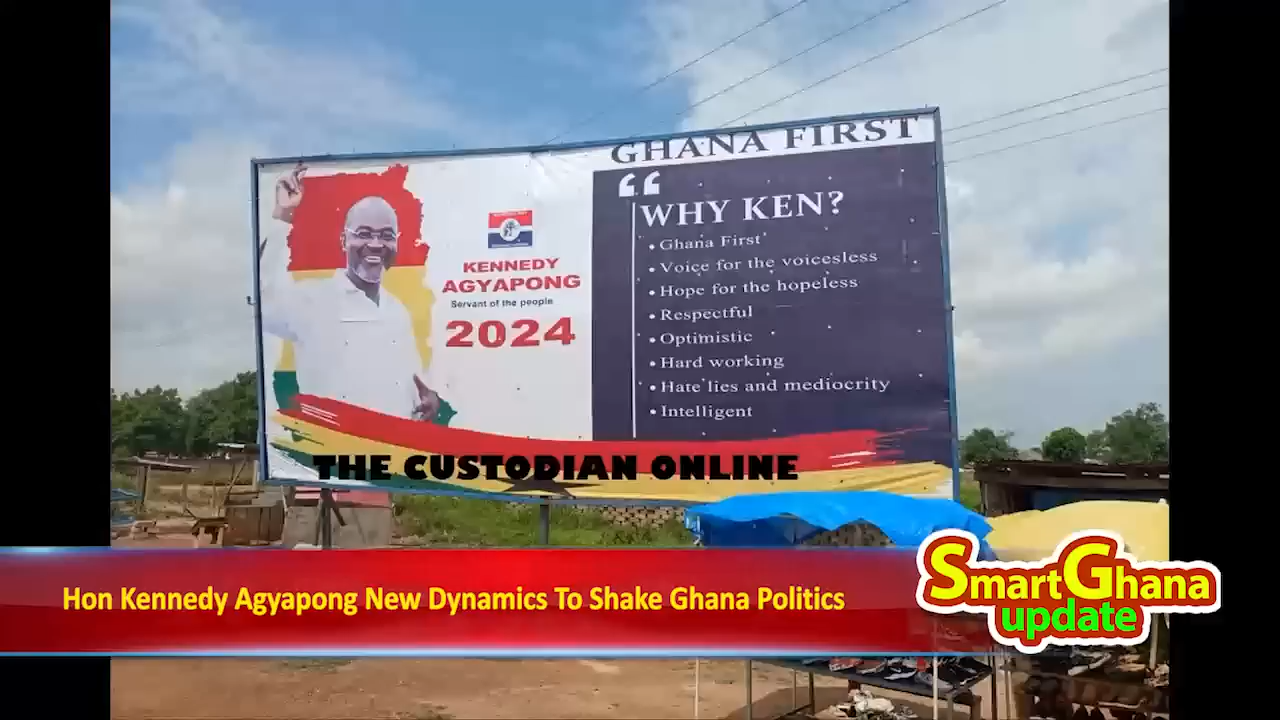 GHANA FIRST
“
WHY KEN?
• Ghana First
• Voice for the voicesless
• Hope for the hopeless
• Respectful
• Optimistic
• Hard working
• Hate lies and mediocrity
• Intelligent
KENNEDY
AGYAPONG
Servant of the people
2024
THE CUSTODIAN ONLINE
Hon Kennedy Agyapong New Dynamics To Shake Ghana Politics
SmartGhana
update